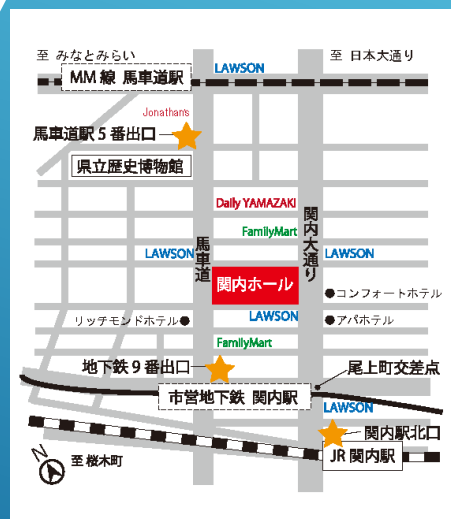 至 みなとみらい
至 日本大通り
LAWSON
MM 線 馬車道駅
Jonathan's
馬車道駅 5 番出口
県立歴史博物館
Daily YAMAZAKI
FamilyMart
馬車道
関内大通り
LAWSON
LAWSON
関内ホール
コンフォートホテル
リッチモンドホテル
LAWSON
アパホテル
FamilyMart
地下鉄 9 番出口
尾上町交差点
市営地下鉄 関内駅
LAWSON
関内駅北口
JR 関内駅
N
至 桜木町